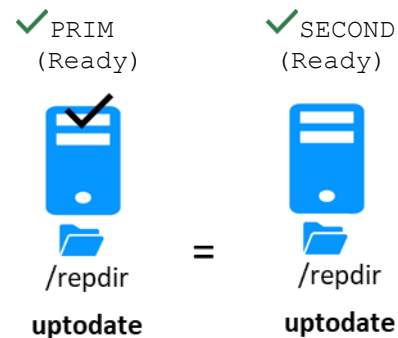 PRIM
(Ready)
SECOND
(Ready)
/repdir
=
/repdir
uptodate
uptodate